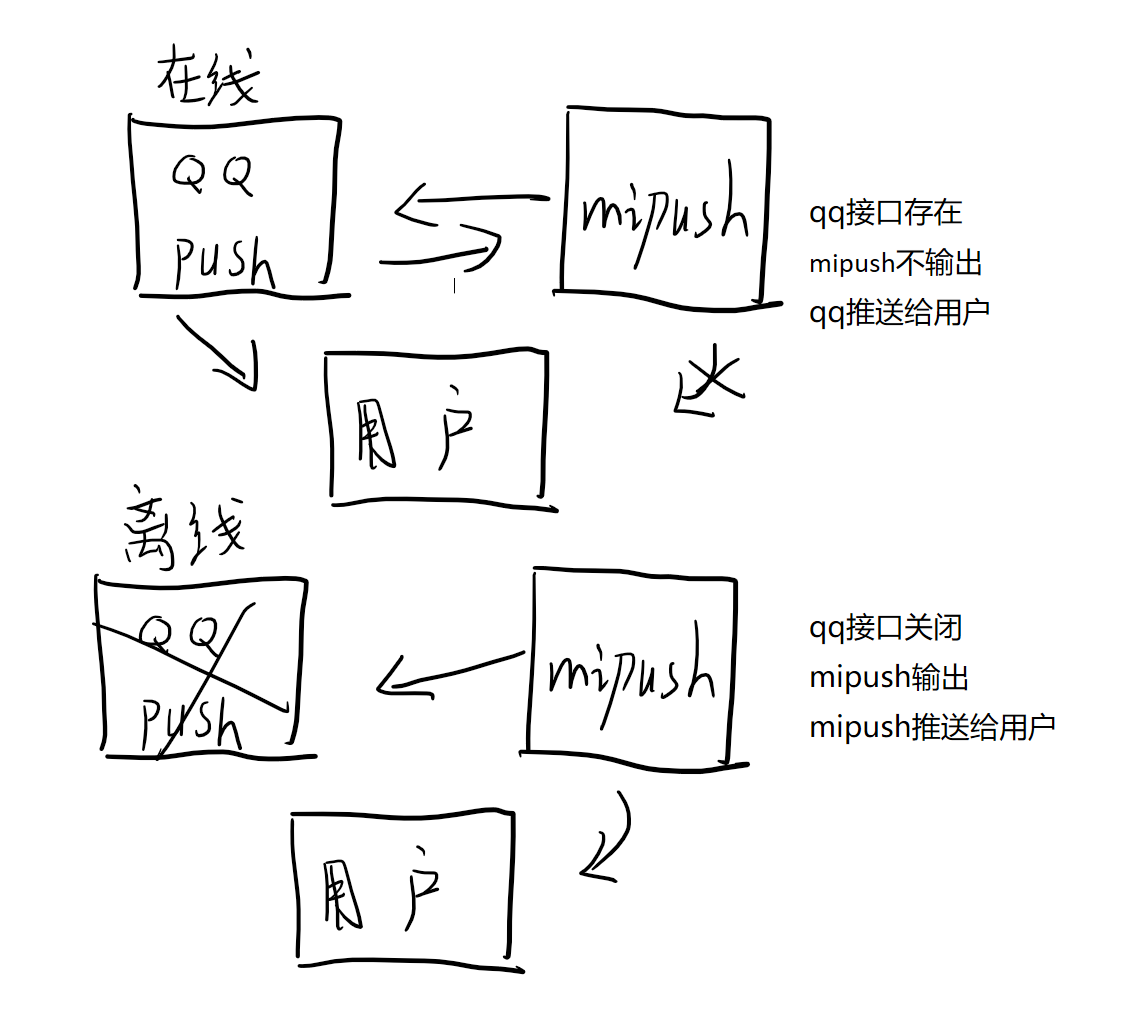 在线
QQ
push
mipush
qq接口存在
mipush不输出
qq推送给用户
用户
离线
QQ
push
mipush
qq接口关闭
mipush输出
mipush推送给用户
用户